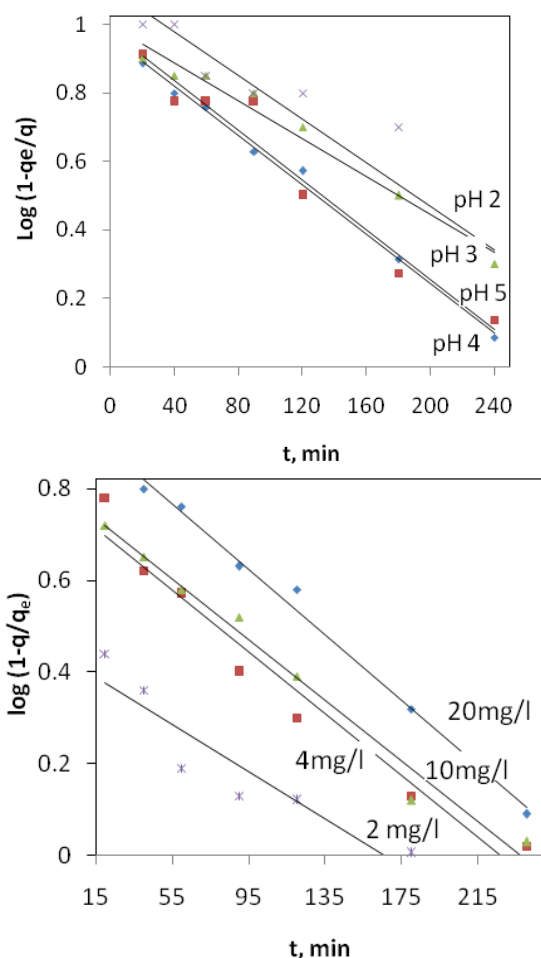 Log (1-qe/q)
1
0.8
0.6
0.4
0.2
0
pH 2
pH 3
pH 5
pH 4
0 40 80 120 160 200 240
t, min
log (1-q/qe)
0.8
0.6
0.4
0.2
0
20mg/l
4mg/l
10mg/l
2 mg/l
15 55 95 135 175 215
t, min